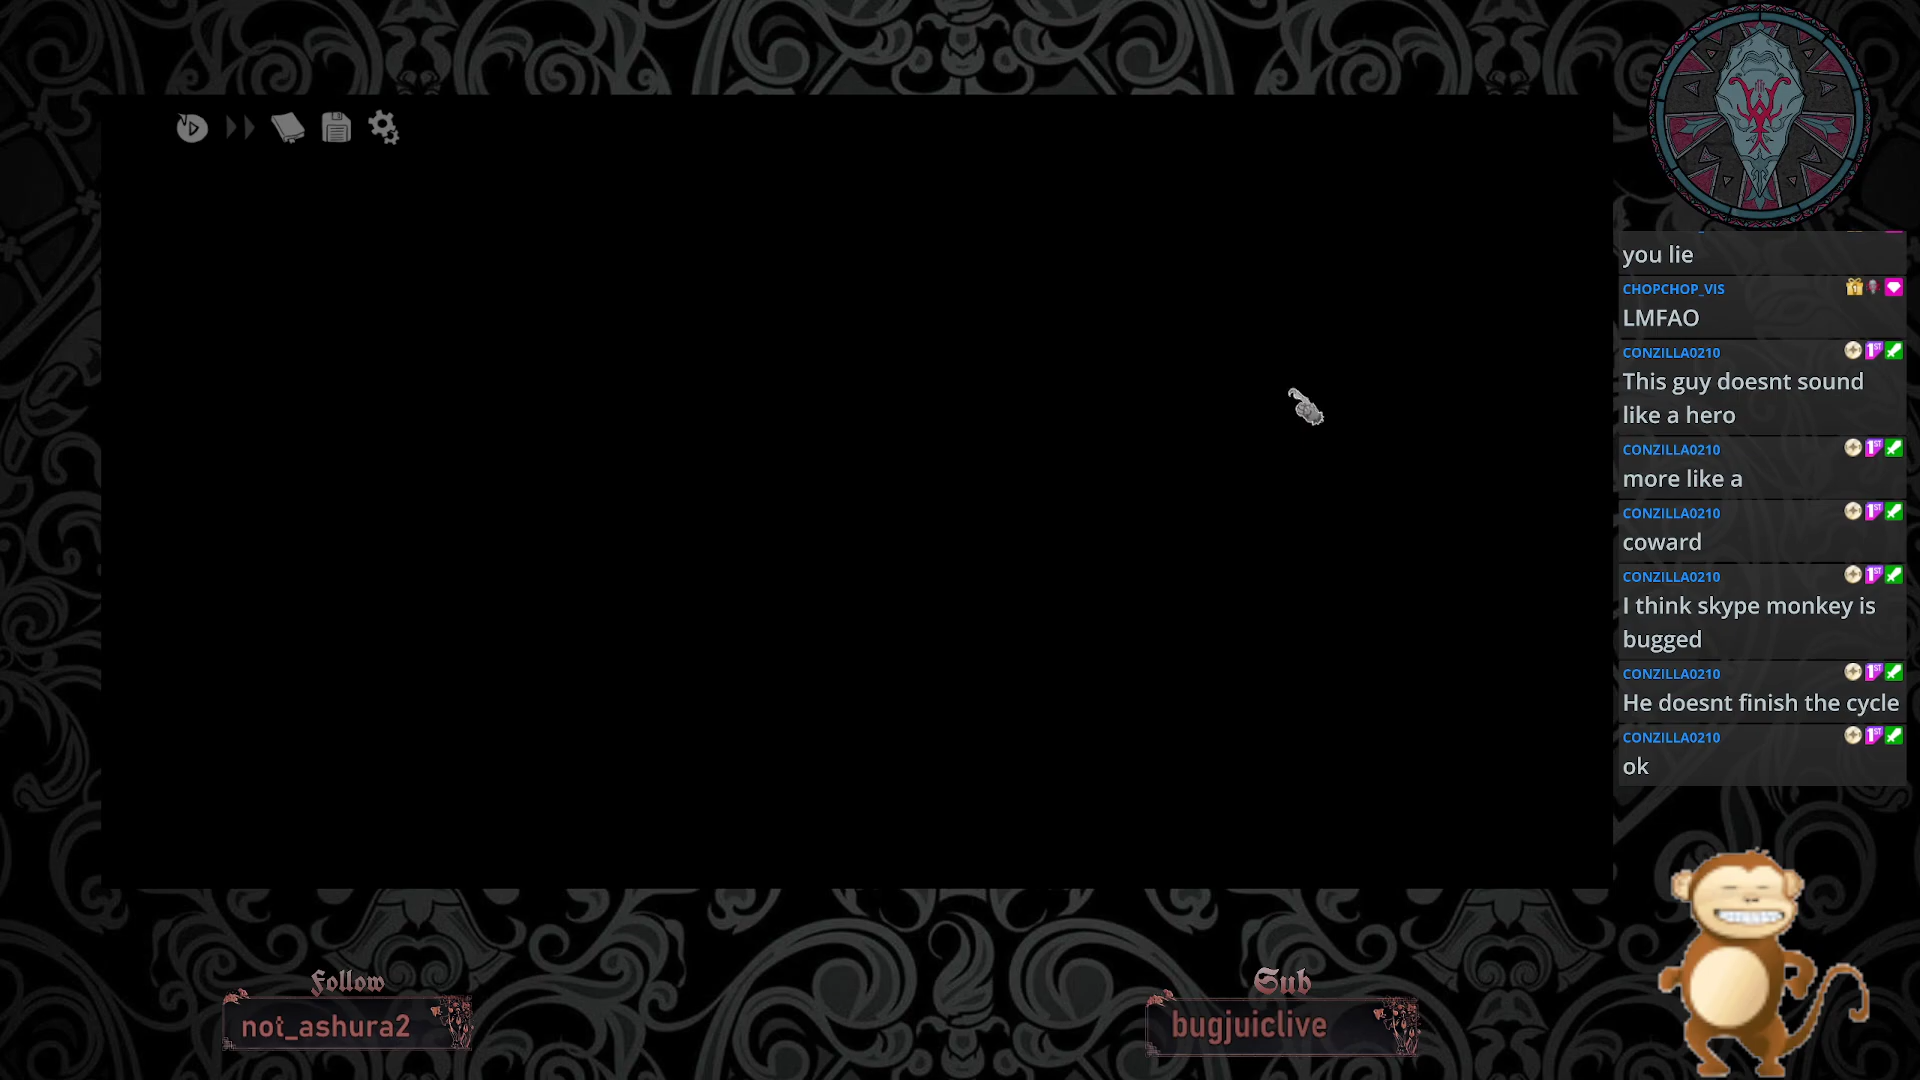 you lie
CHOPCHOP_VIS
LMFAO
CONZILLA0210
This guy doesnt sound
like a hero
CONZILLA0210
more like a
CONZILLA0210
coward
CONZILLA0210
I think skype monkey is
bugged
CONZILLA0210
He doesnt finish the cycle
CONZILLA0210
ok
Follow
not_ashura2
Sub
bugjuiclive